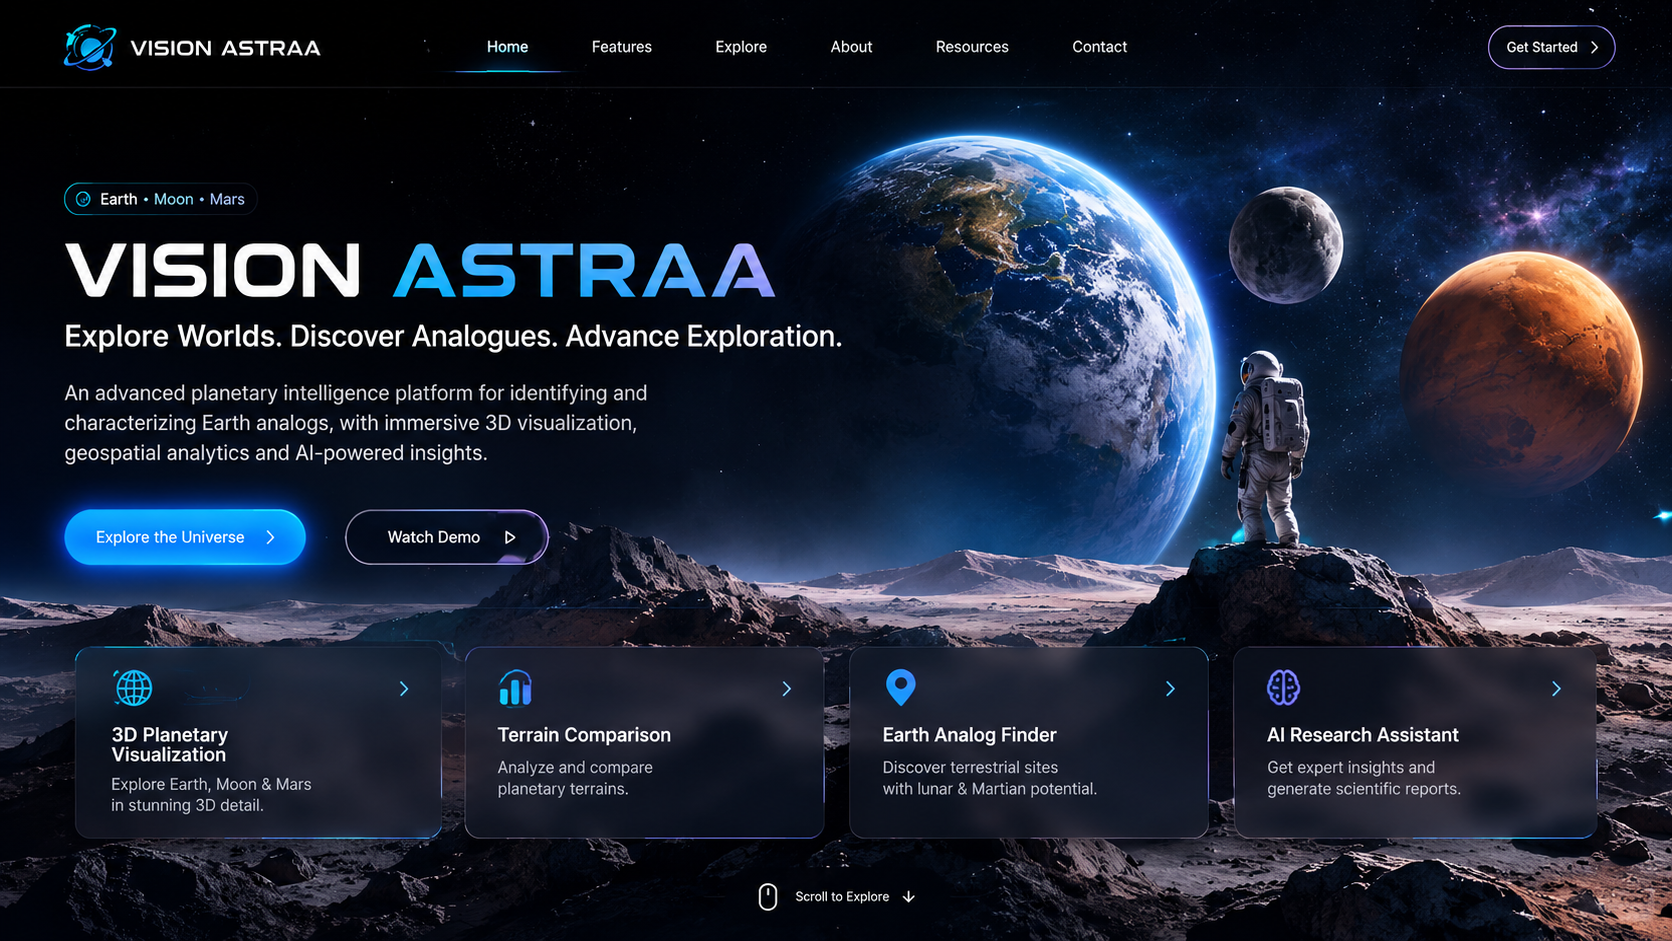 VISION ASTRAA
Home
Features
Explore
About
Resources
Contact
Get Started
Earth • Moon • Mars
VISION ASTRAA
Explore Worlds. Discover Analogues. Advance Exploration.
An advanced planetary intelligence platform for identifying and
characterizing Earth analogs, with immersive 3D visualization,
geospatial analytics and AI-powered insights.
Explore the Universe
Watch Demo
3D Planetary
Visualization
Explore Earth, Moon & Mars
in stunning 3D detail.
Terrain Comparison
Analyze and compare
planetary terrains.
Earth Analog Finder
Discover terrestrial sites
with lunar & Martian potential.
AI Research Assistant
Get expert insights and
generate scientific reports.
Scroll to Explore